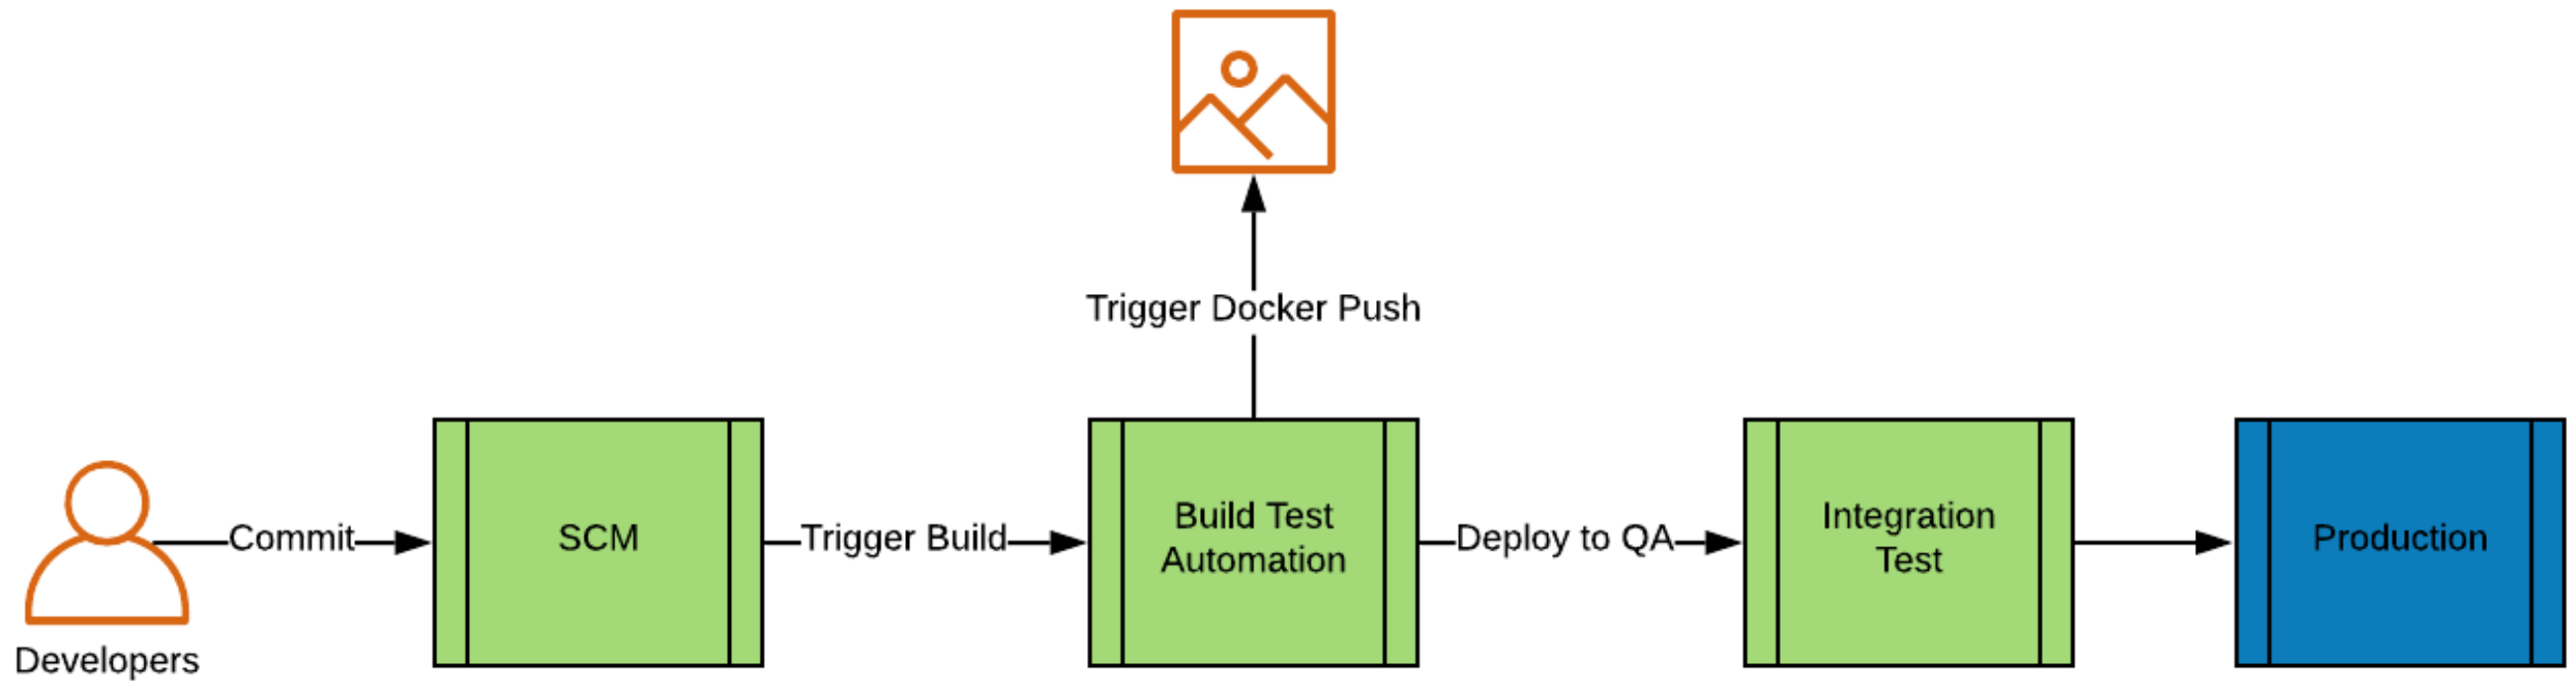 Trigger Docker Push
Developers
Commit
SCM
Trigger Build
Build Test
Automation
Deploy to QA
Integration
Test
Production